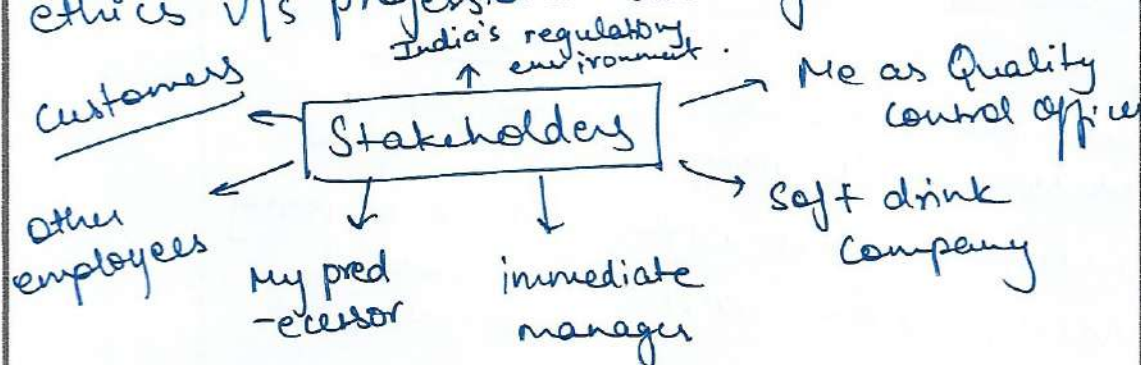 ethics v/s
India's regulatory
environment.
Customers
Me as Quality
control officer
Stakeholders
Soft drink
Company
Other
employees
My pred
-ecessor
immediate
manager